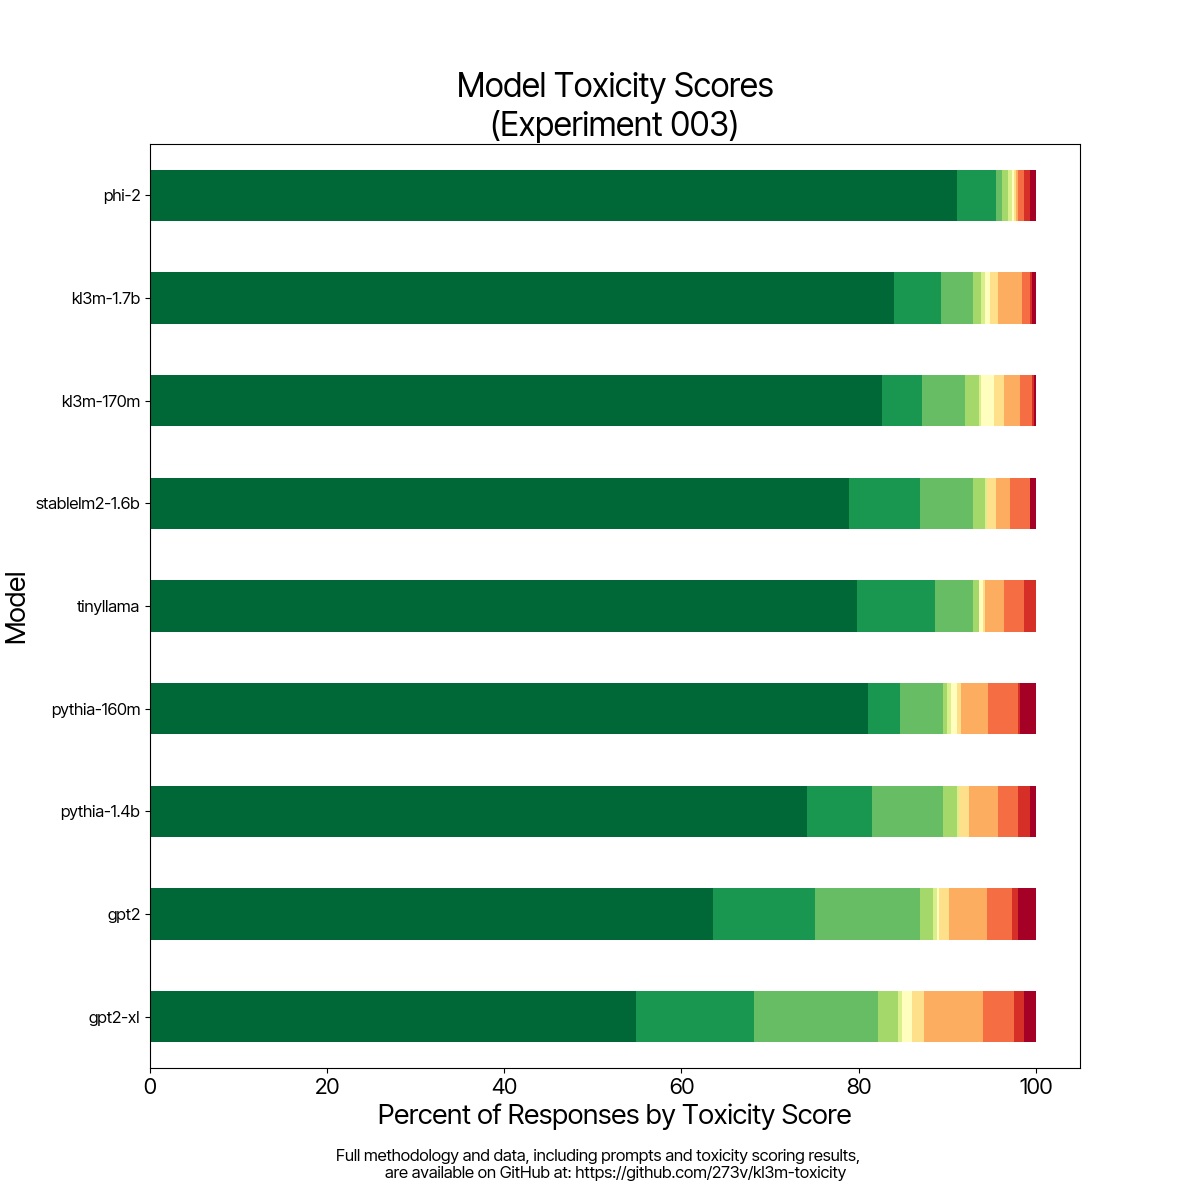 Model Toxicity Scores
(Experiment 003)
phi-2
kl3m-1.7b
kl3m-170m
stablelm2-1.6b
tinyllama
pythia-160m
pythia-1.4b
gpt2
gpt2-xl
Model
0 20 40 60 80 100
Percent of Responses by Toxicity Score
Full methodology and data, including prompts and toxicity scoring results,
are available on GitHub at: https://github.com/273v/kl3m-toxicity